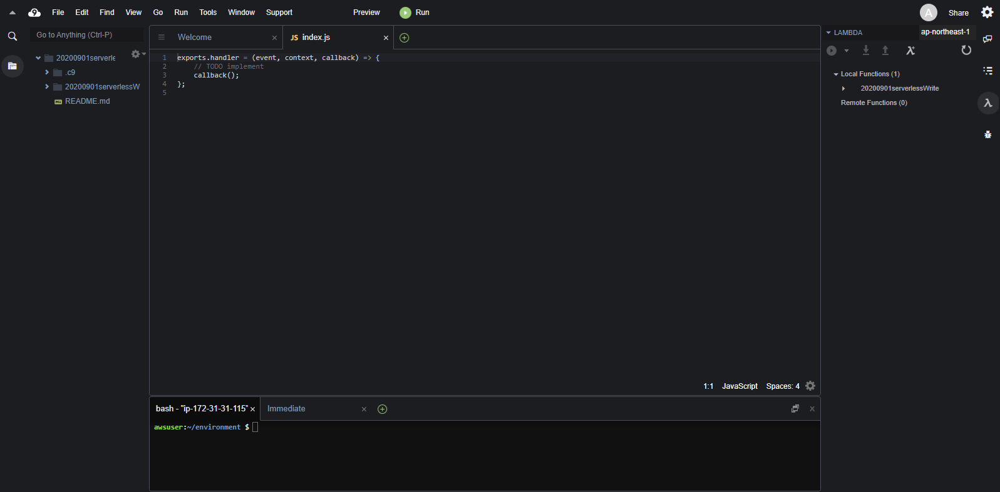 9 File Edit Find View Go Run Tools Window Support Preview Run A Share
Go to Anything (Ctrl-P)
20200901serverle
.c9
20200901serverlessW
README.md
Welcome × JS index.js ×
1 exports.handler = (event, context, callback) => {
2 // TODO implement
3 callback();
4 };
5
1:1 JavaScript Spaces: 4
bash - "ip-172-31-31-115" × Immediate ×
awsuser:~/environment $
LAMBDA ap-northeast-1
Local Functions (1)
20200901serverlessWrite
Remote Functions (0)